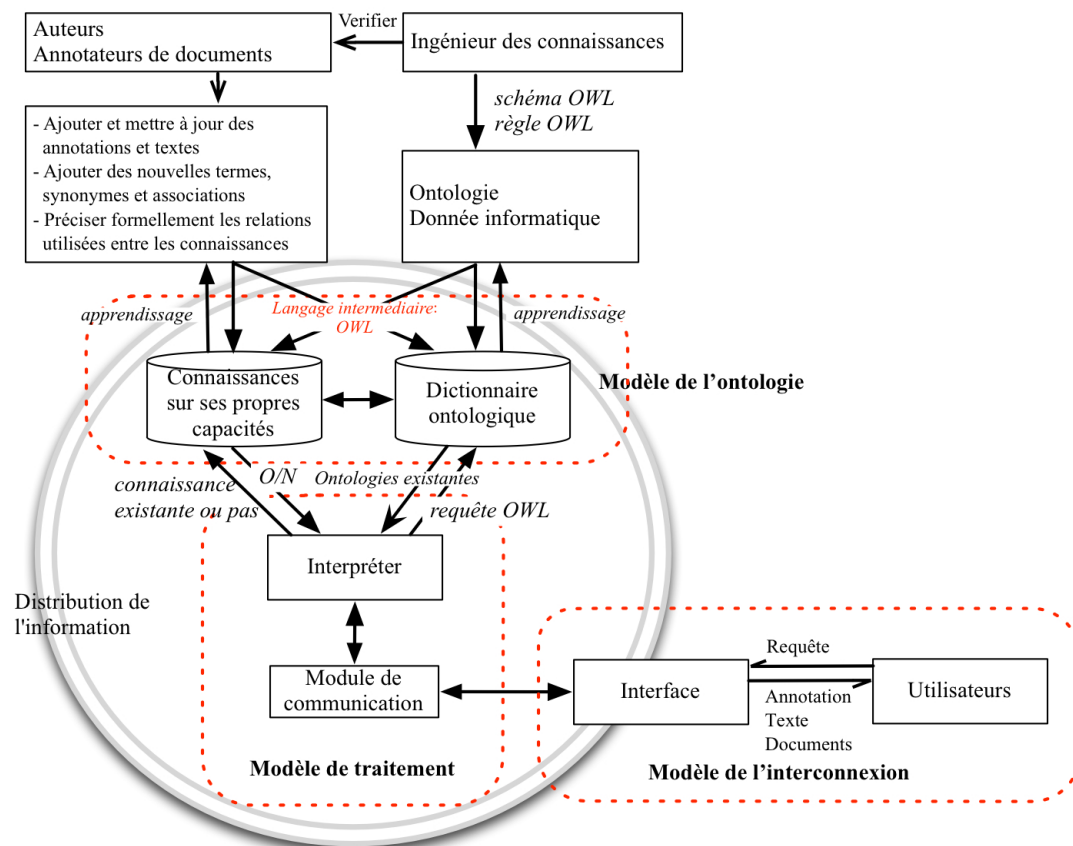 Auteurs
Annotateurs de documents
Verifier
Ingénieur des connaissances
schéma OWL
règle OWL
- Ajouter et mettre à jour des
annotations et textes
- Ajouter des nouvelles termes,
synonymes et associations
- Préciser formellement les relations
utilisées entre les connaissances
Ontologie
Donnée informatique
apprendissage
Langage intermédiaire:
OWL
apprendissage
Connaissances
sur ses propres
capacités
Dictionnaire
ontologique
Modèle de l'ontologie
connaissance
existante ou pas
O/N
Ontologies existantes
requête OWL
Interpréter
Distribution de
l'information
Module de
communication
Interface
Requête
Annotation
Texte
Documents
Utilisateurs
Modèle de traitement
Modèle de l'interconnexion